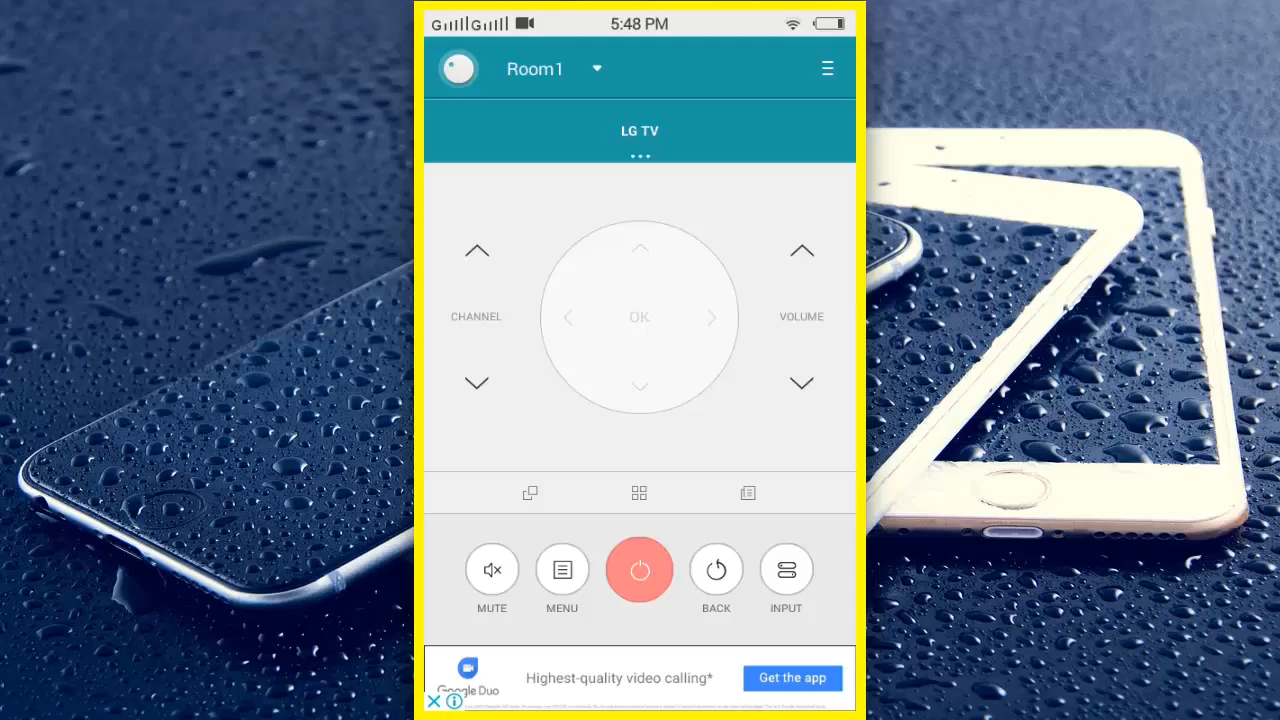 5:48 PM
Room1
LG TV
CHANNEL
OK
VOLUME
MUTE
MENU
BACK
INPUT
Google Duo
Highest-quality video calling*
Get the app